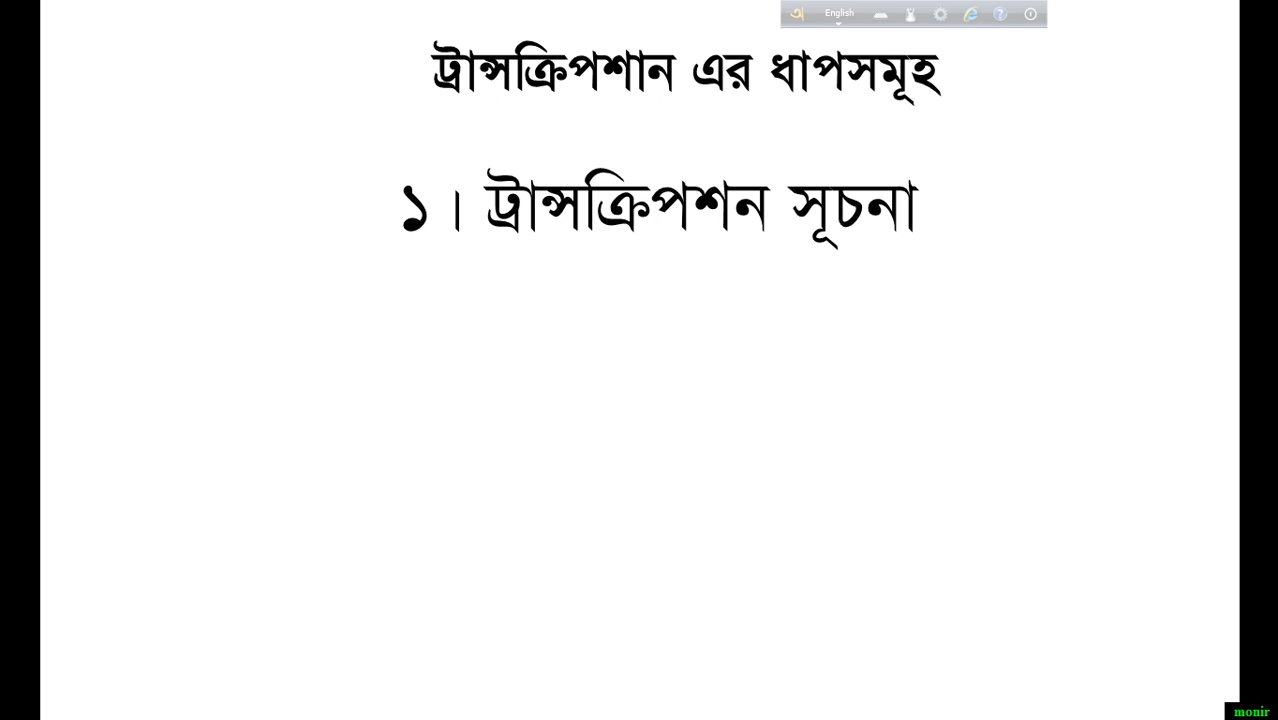 অ English
ট্রান্সক্রিপশান এর ধাপসমূহ
১। ট্রান্সক্রিপশন সূচনা
monir